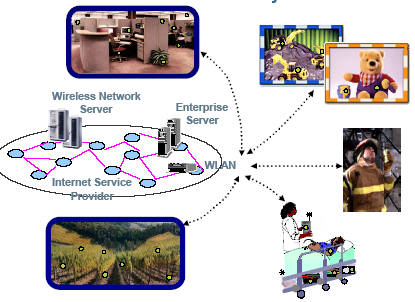 Wireless Network
Server
Enterprise
Server
WLAN
Internet Service
Provider